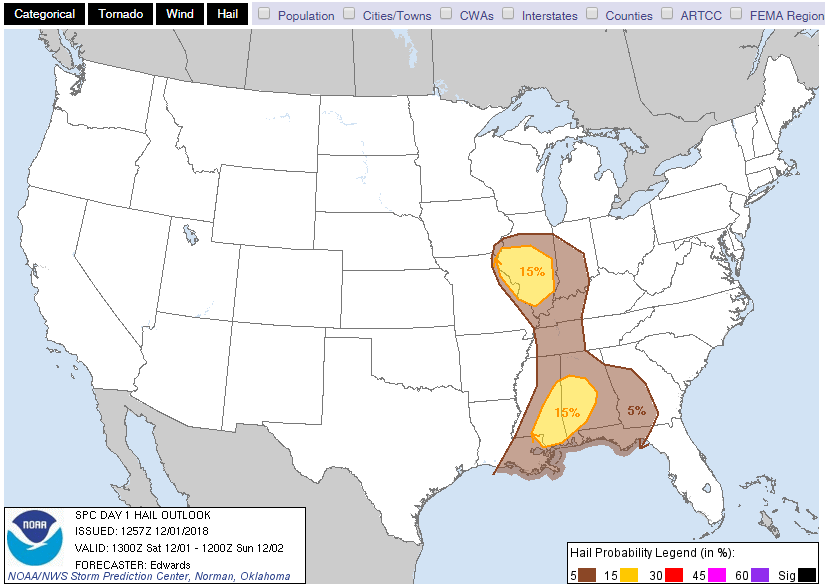 Categorical Tornado Wind Hail Population Cities/Towns CWAs Interstates Counties ARTCC FEMA Region
15%
15%
5%
NOAA
SPC DAY 1 HAIL OUTLOOK
ISSUED: 1257Z 12/01/2018
VALID: 1300Z Sat 12/01 - 1200Z Sun 12/02
FORECASTER: Edwards
NOAA/NWS Storm Prediction Center, Norman, Oklahoma
Hail Probability Legend (in %):
5 15 30 45 60 Sig